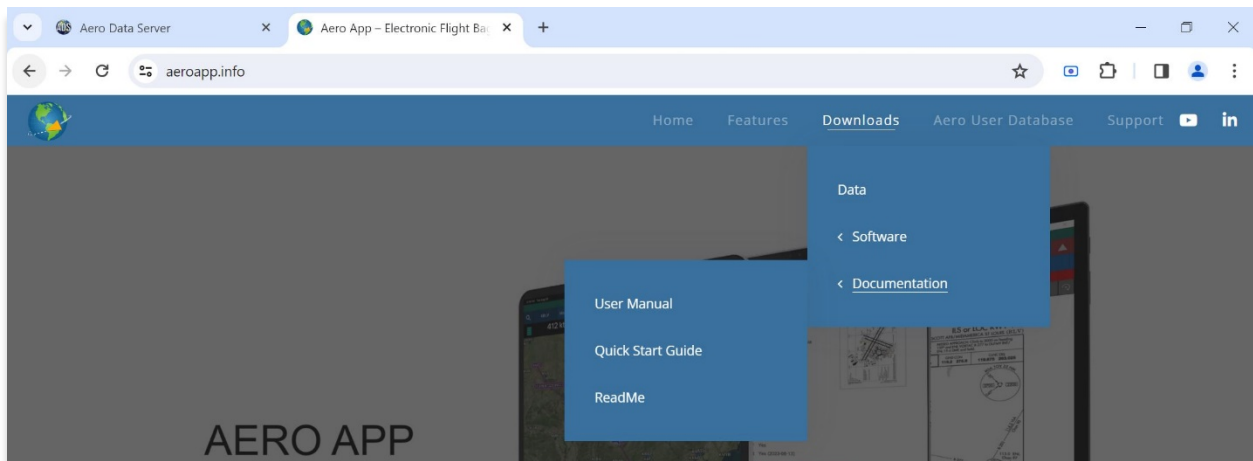 Aero Data Server
Aero App – Electronic Flight Ba
aeroapp.info
Home Features Downloads Aero User Database Support in
Data
Software
Documentation
User Manual
Quick Start Guide
ReadMe
AERO APP